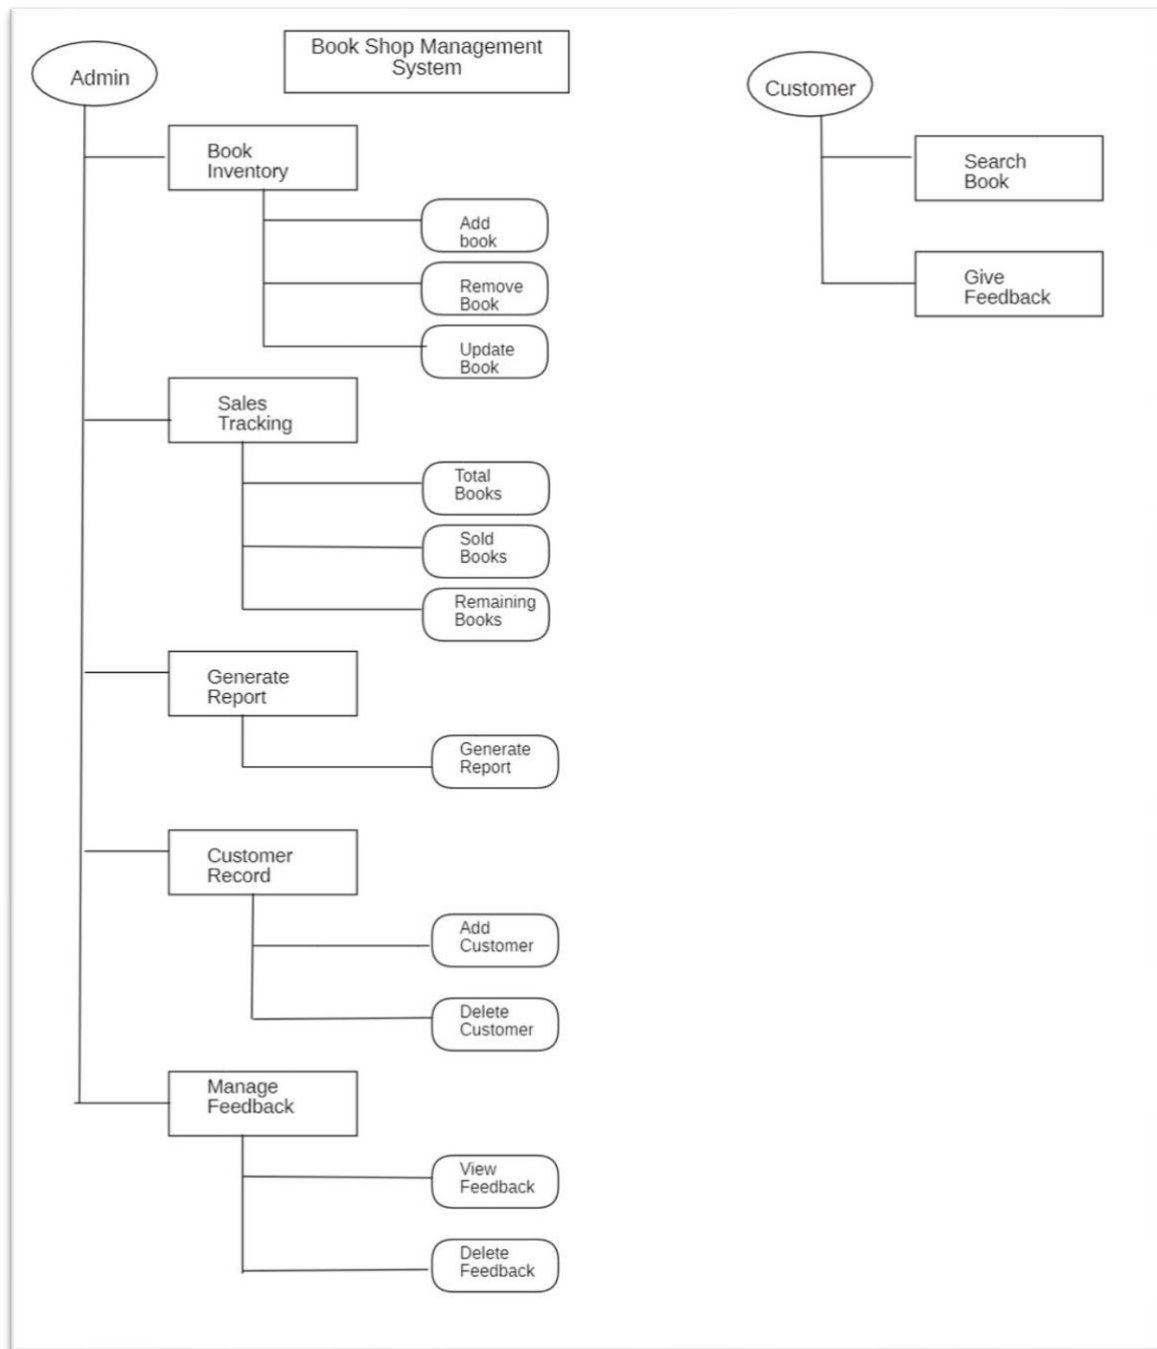 Book Shop Management
System
Admin
Book
Inventory
Add
book
Remove
Book
Update
Book
Sales
Tracking
Total
Books
Sold
Books
Remaining
Books
Generate
Report
Generate
Report
Customer
Record
Add
Customer
Delete
Customer
Manage
Feedback
View
Feedback
Delete
Feedback
Customer
Search
Book
Give
Feedback